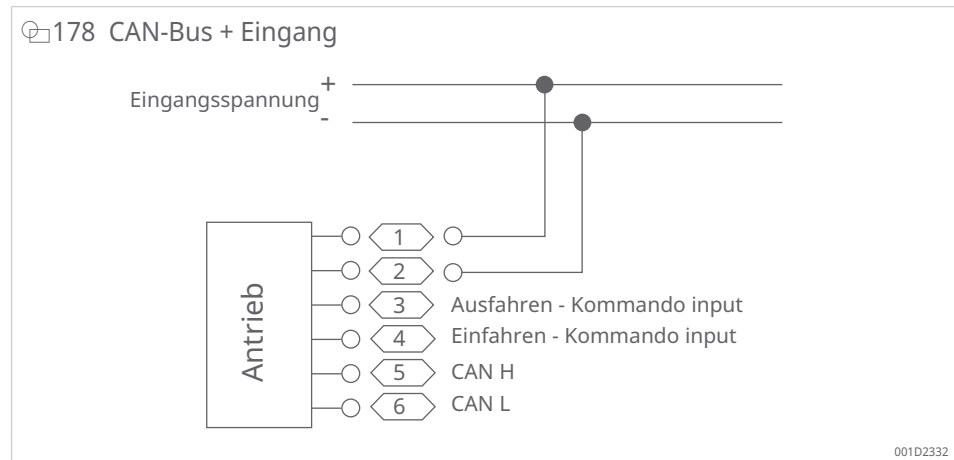 178 CAN-Bus + Eingang
+
Eingangsspannung
-
Antrieb
1
2
3 Ausfahren - Kommando input
4 Einfahren - Kommando input
5 CAN H
6 CAN L
001D2332